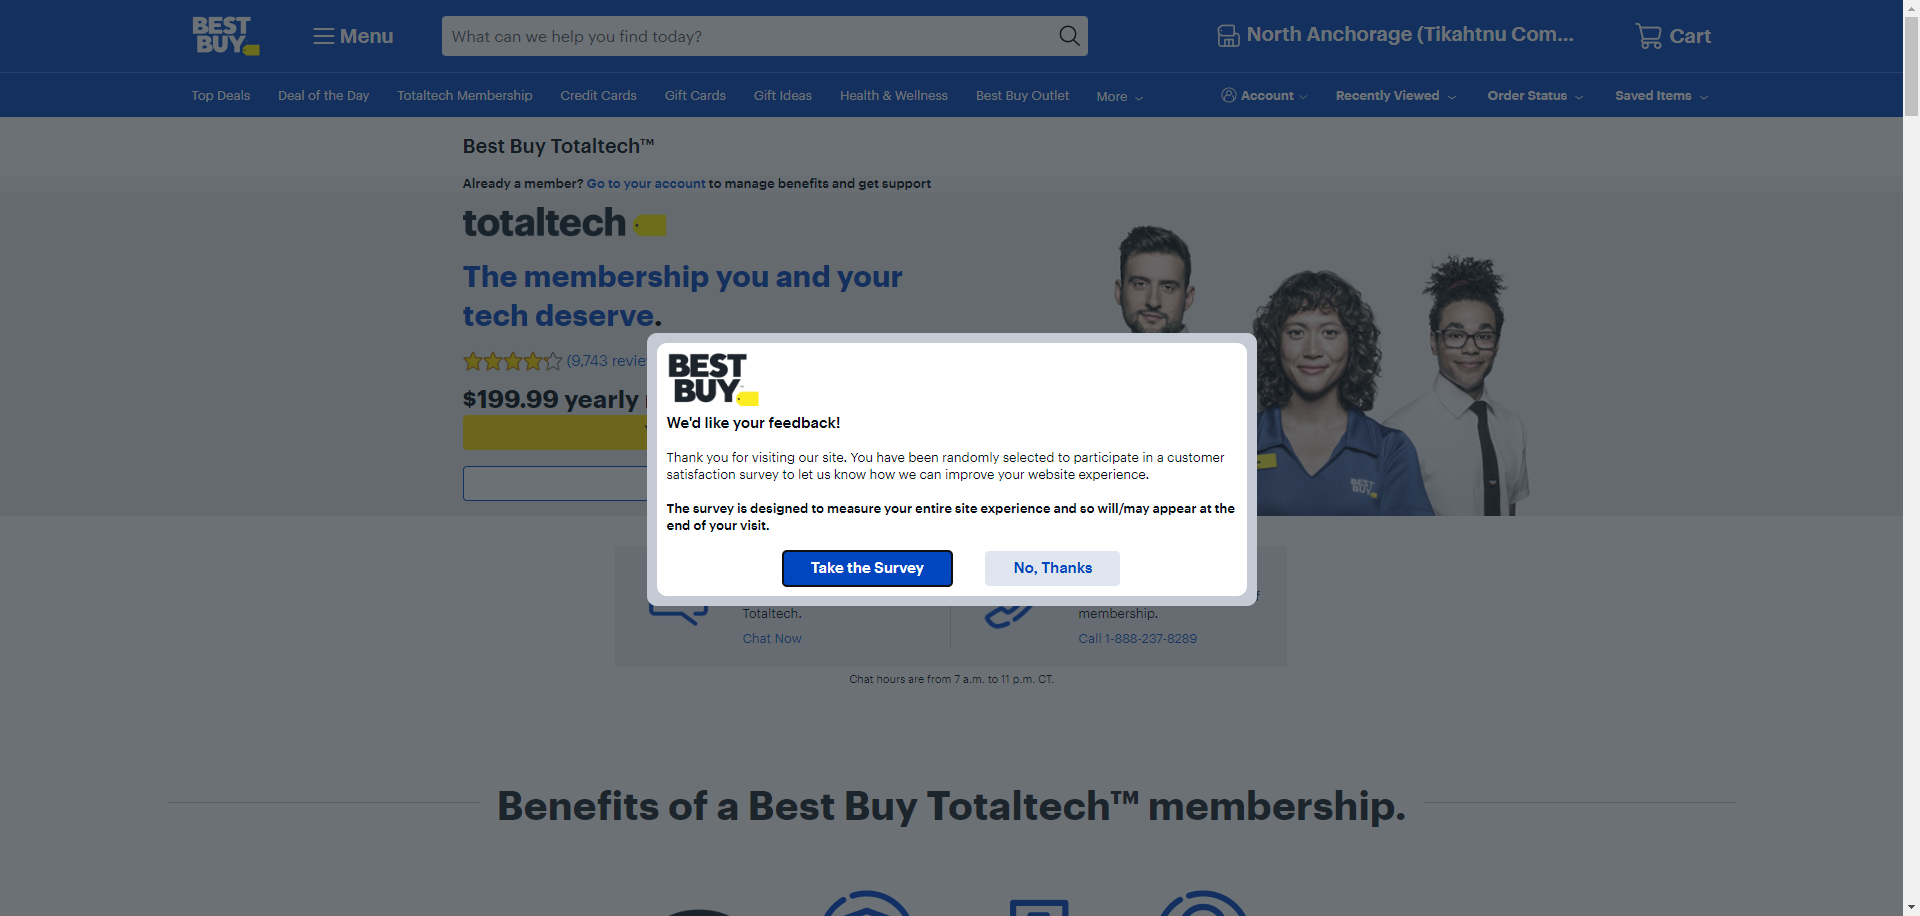 BEST BUY
Menu
What can we help you find today?
North Anchorage (Tikahtnu Com...
Cart
Top Deals
Deal of the Day
Totaltech Membership
Credit Cards
Gift Cards
Gift Ideas
Health & Wellness
Best Buy Outlet
More
Account
Recently Viewed
Order Status
Saved Items
Best Buy Totaltech™
Already a member? Go to your account to manage benefits and get support
totaltech
The membership you and your
tech deserve.
(9,743
$199.99 yearly
BEST
BUY
We'd like your feedback!
Thank you for visiting our site. You have been randomly selected to participate in a customer
satisfaction survey to let us know how we can improve your website experience.
The survey is designed to measure your entire site experience and so will/may appear at the
end of your visit.
Take the Survey
No, Thanks
BEST BUY
Totaltech.
Chat Now
membership.
Call 1-888-237-8289
Chat hours are from 7 a.m. to 11 p.m. CT.
Benefits of a Best Buy Totaltech™ membership.